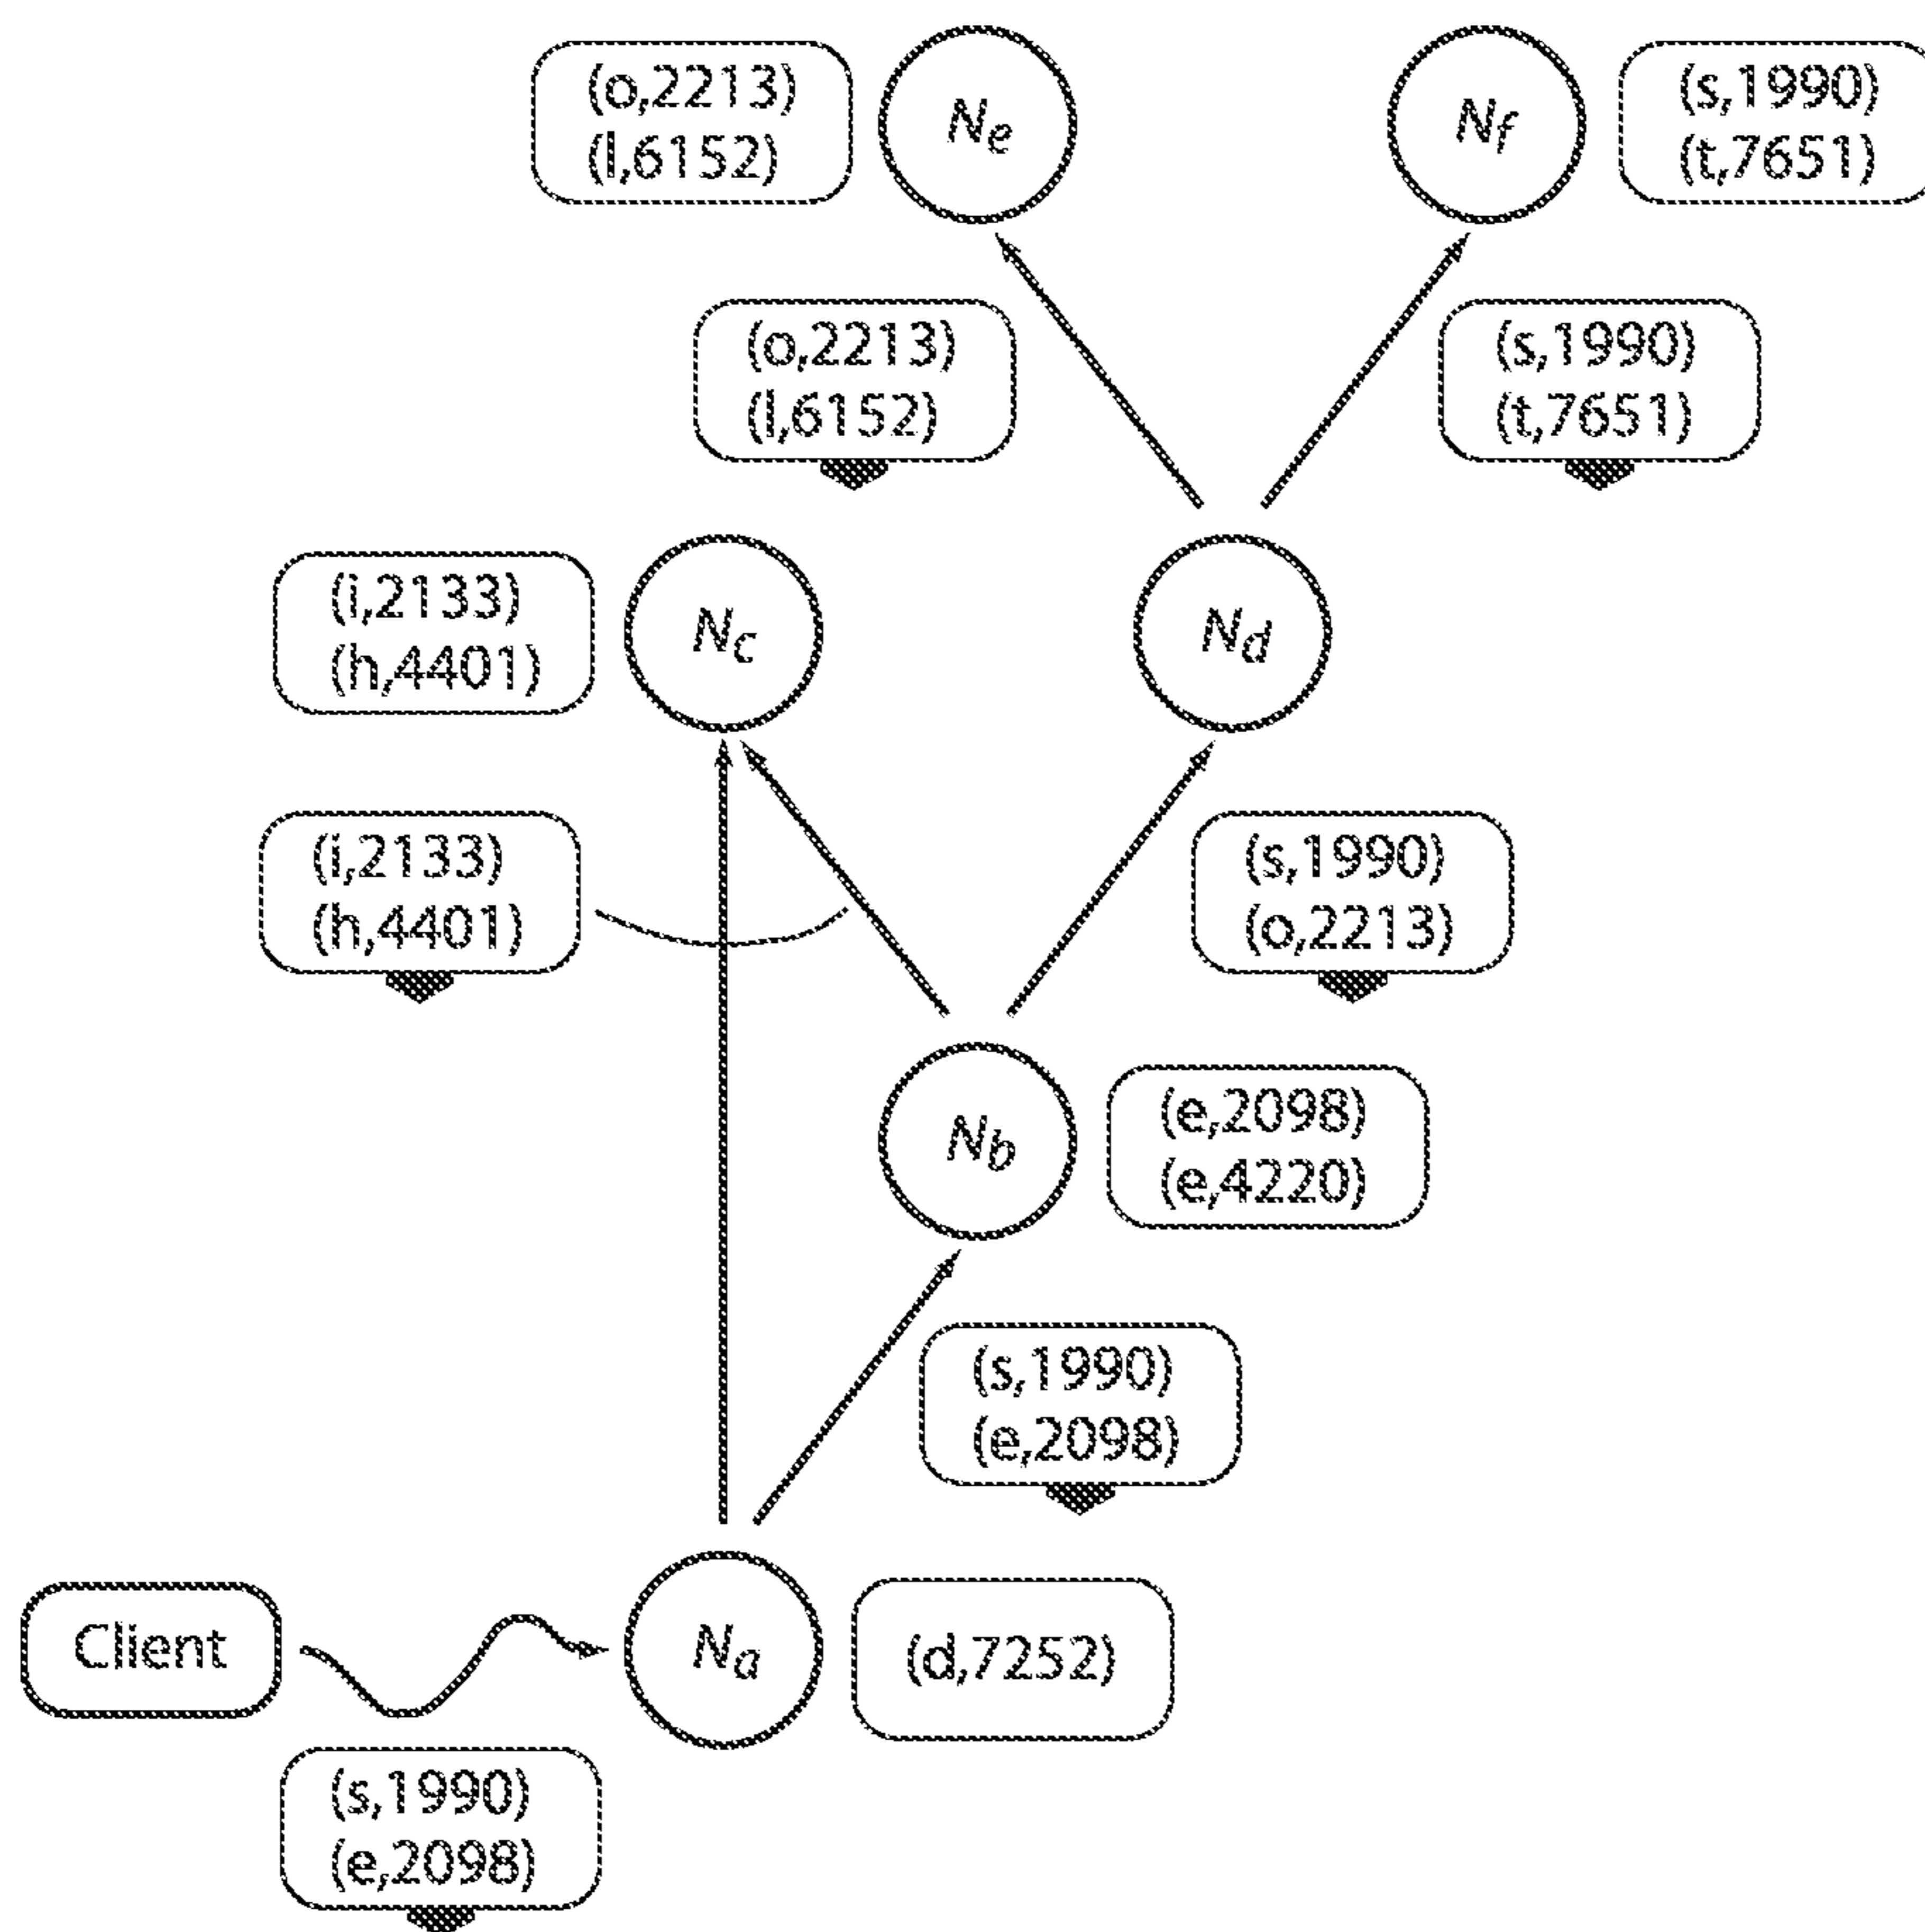 (o,2213)
(l,6152)
Ne
Nf
(s,1990)
(t,7651)
(o,2213)
(l,6152)
(s,1990)
(t,7651)
(i,2133)
(h,4401)
Nc
Nd
(i,2133)
(h,4401)
(s,1990)
(o,2213)
Nb
(e,2098)
(e,4220)
(s,1990)
(e,2098)
Client
Na
(d,7252)
(s,1990)
(e,2098)